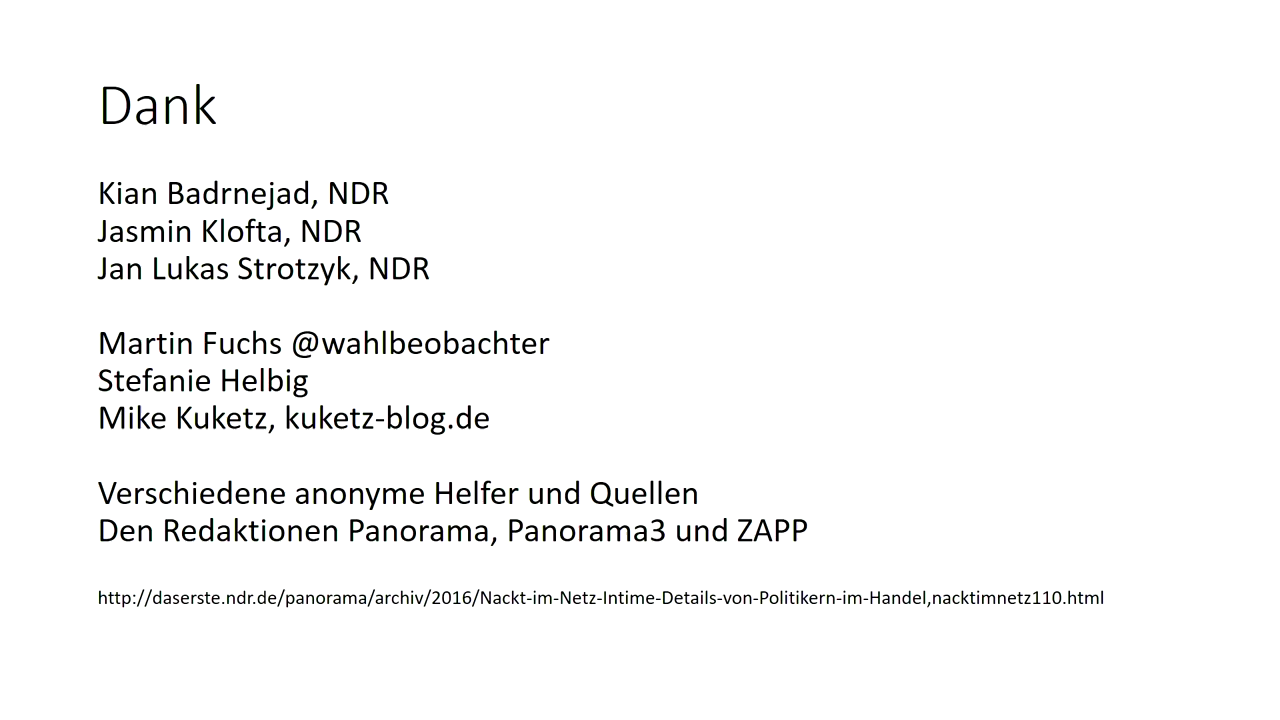 Dank
Kian Badrnejad, NDR
Jasmin Klofta, NDR
Jan Lukas Strotzyk, NDR
Martin Fuchs @wahlbeobachter
Stefanie Helbig
Mike Kuketz, kuketz-blog.de
Verschiedene anonyme Helfer und Quellen
Den Redaktionen Panorama, Panorama3 und ZAPP
http://daserste.ndr.de/panorama/archiv/2016/Nackt-im-Netz-Intime-Details-von-Politikern-im-Handel,nacktimnetz110.html